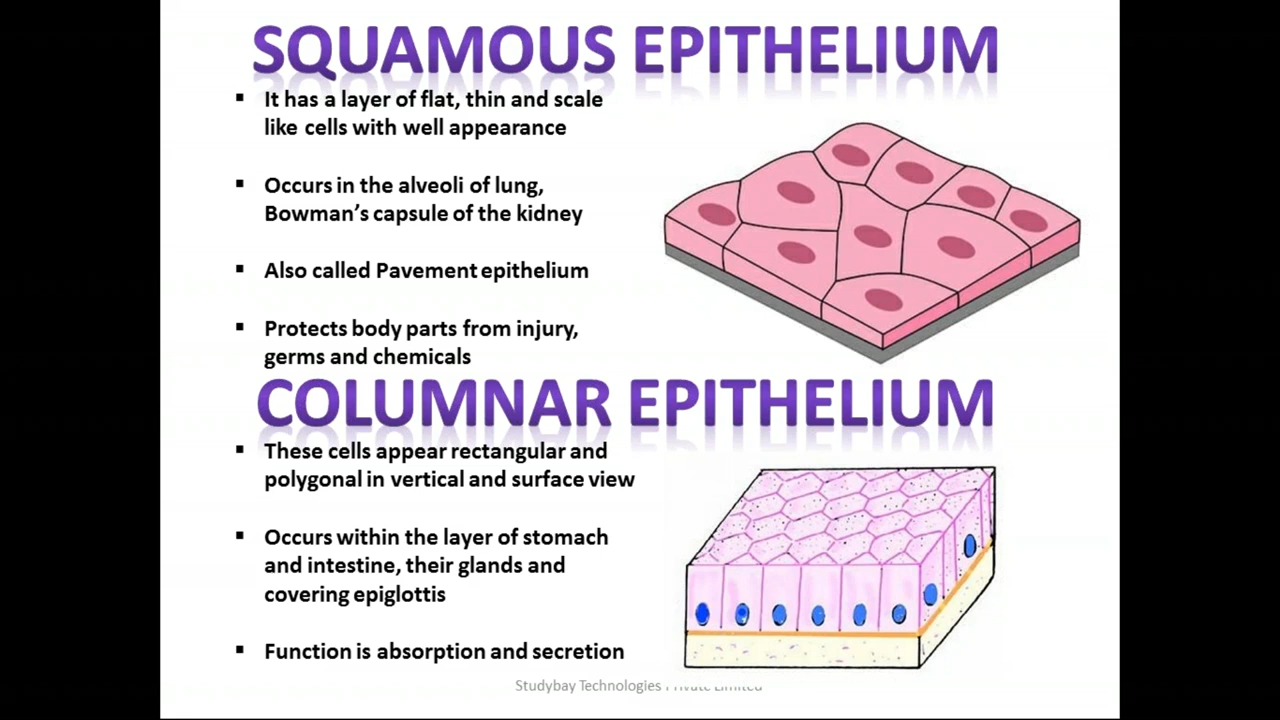 SQUAMOUS EPITHELIUM
▪ It has a layer of flat, thin and scale
like cells with well appearance
▪ Occurs in the alveoli of lung,
Bowman’s capsule of the kidney
▪ Also called Pavement epithelium
▪ Protects body parts from injury,
germs and chemicals
COLUMNAR EPITHELIUM
▪ These cells appear rectangular and
polygonal in vertical and surface view
▪ Occurs within the layer of stomach
and intestine, their glands and
covering epiglottis
▪ Function is absorption and secretion
Studybay Technologies Private Limited